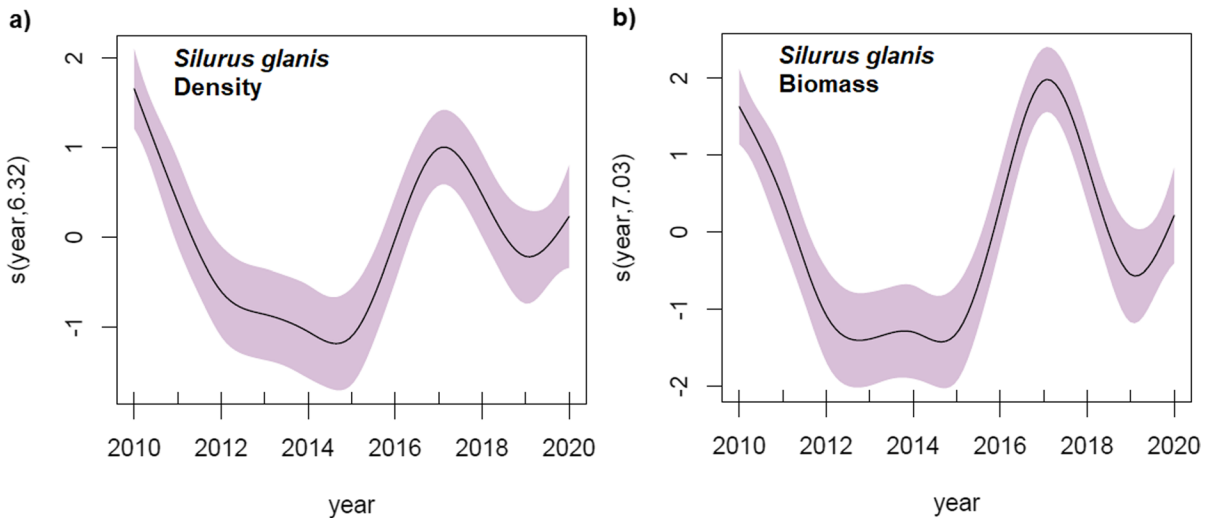 a)
Silurus glanis
Density
s(year,6.32)
2
1
0
-1
2010 2012 2014 2016 2018 2020
year
b)
Silurus glanis
Biomass
s(year,7.03)
2
1
0
-1
-2
2010 2012 2014 2016 2018 2020
year